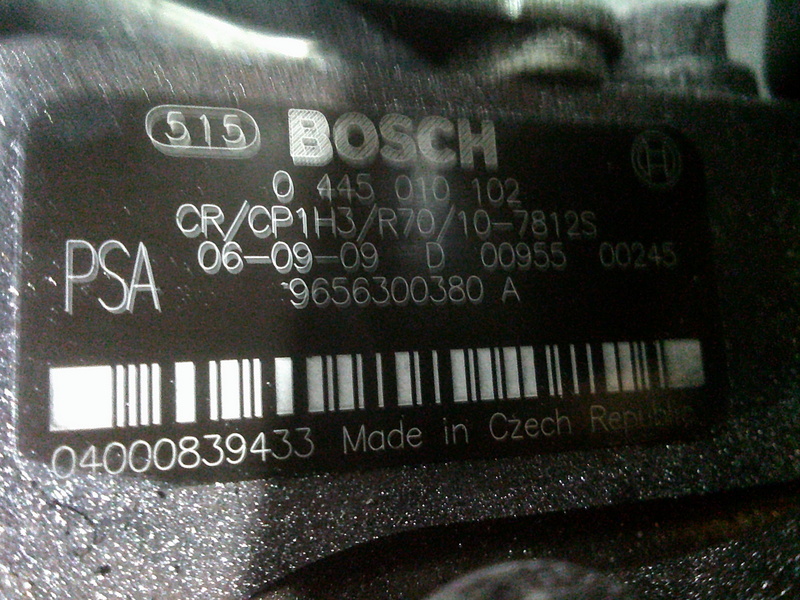 515 BOSCH
0 445 010 102
CR/CP1H3/R70/10-7812S
06-09-09 D 00955 00245
PSA
9656300380 A
04000839433 Made in Czech Republic